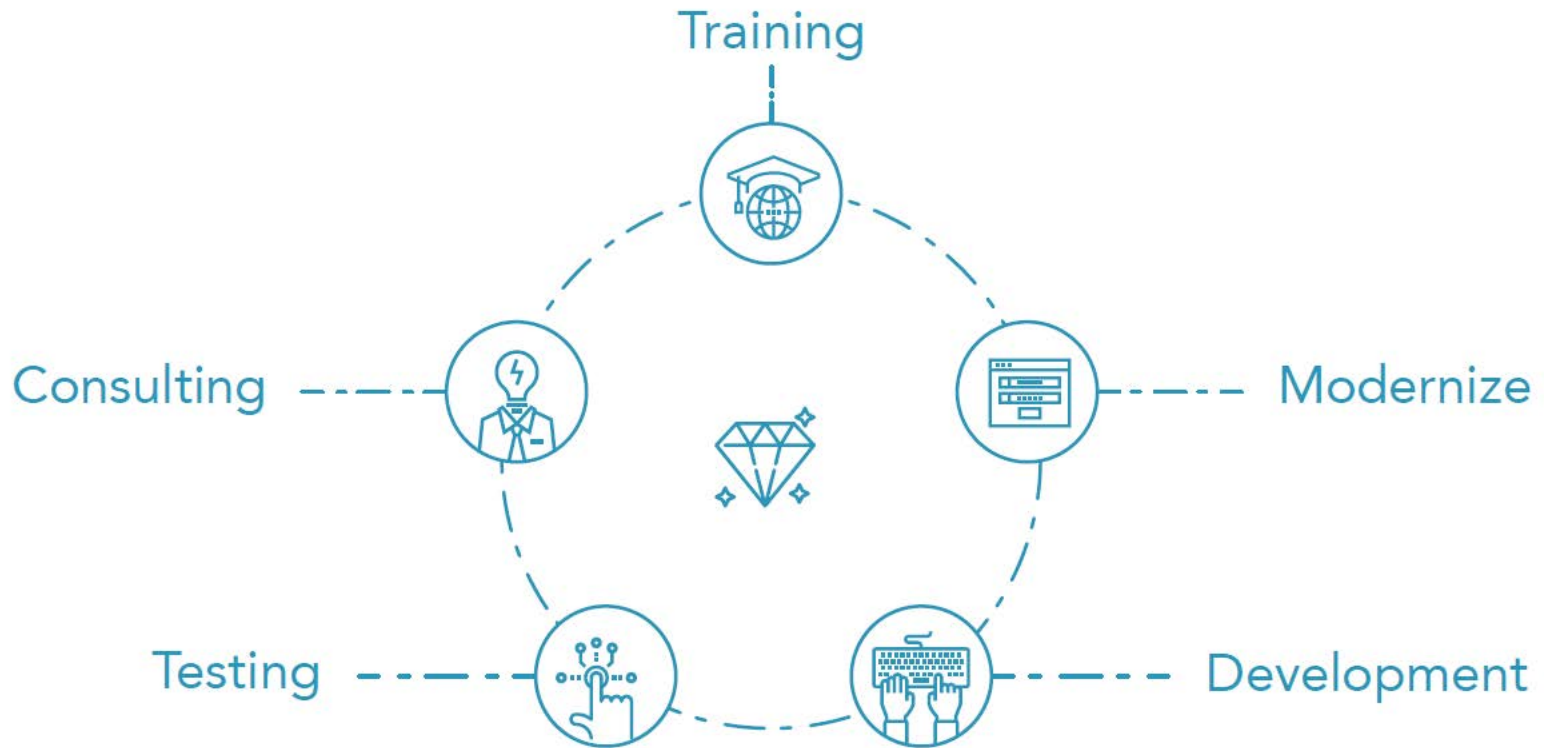 Training
Consulting
Modernize
Testing
Development